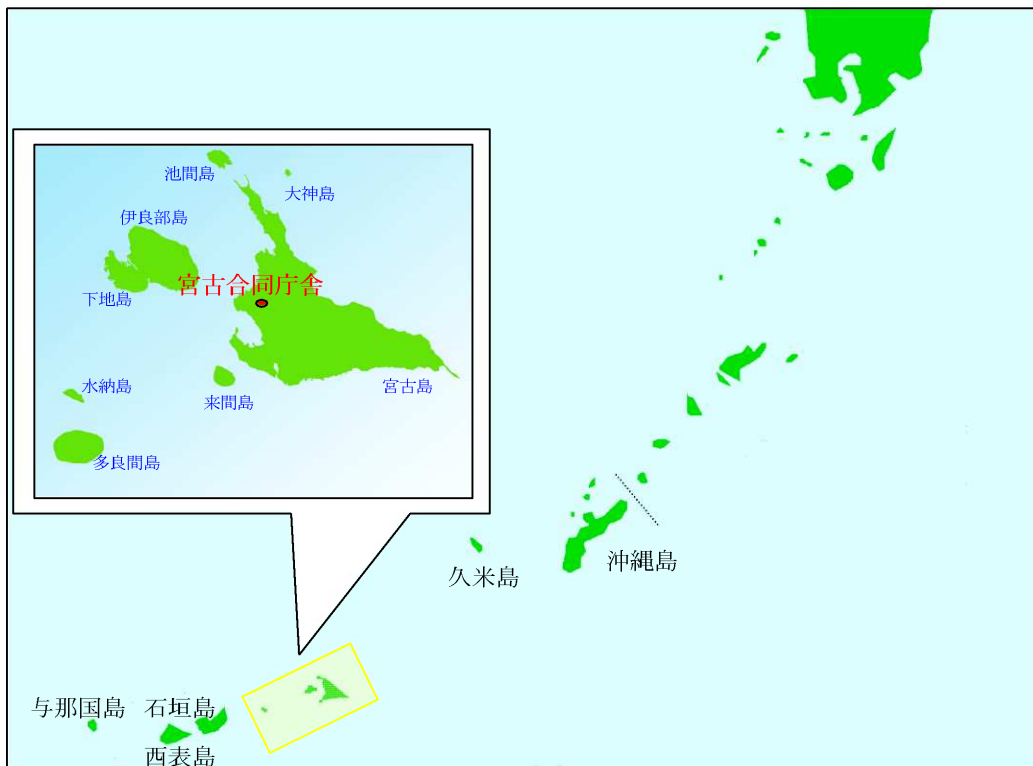 池間島
大神島
伊良部島
宮古合同庁舎
下地島
水納島
来間島
宮古島
多良間島
久米島
沖縄島
与那国島
石垣島
西表島